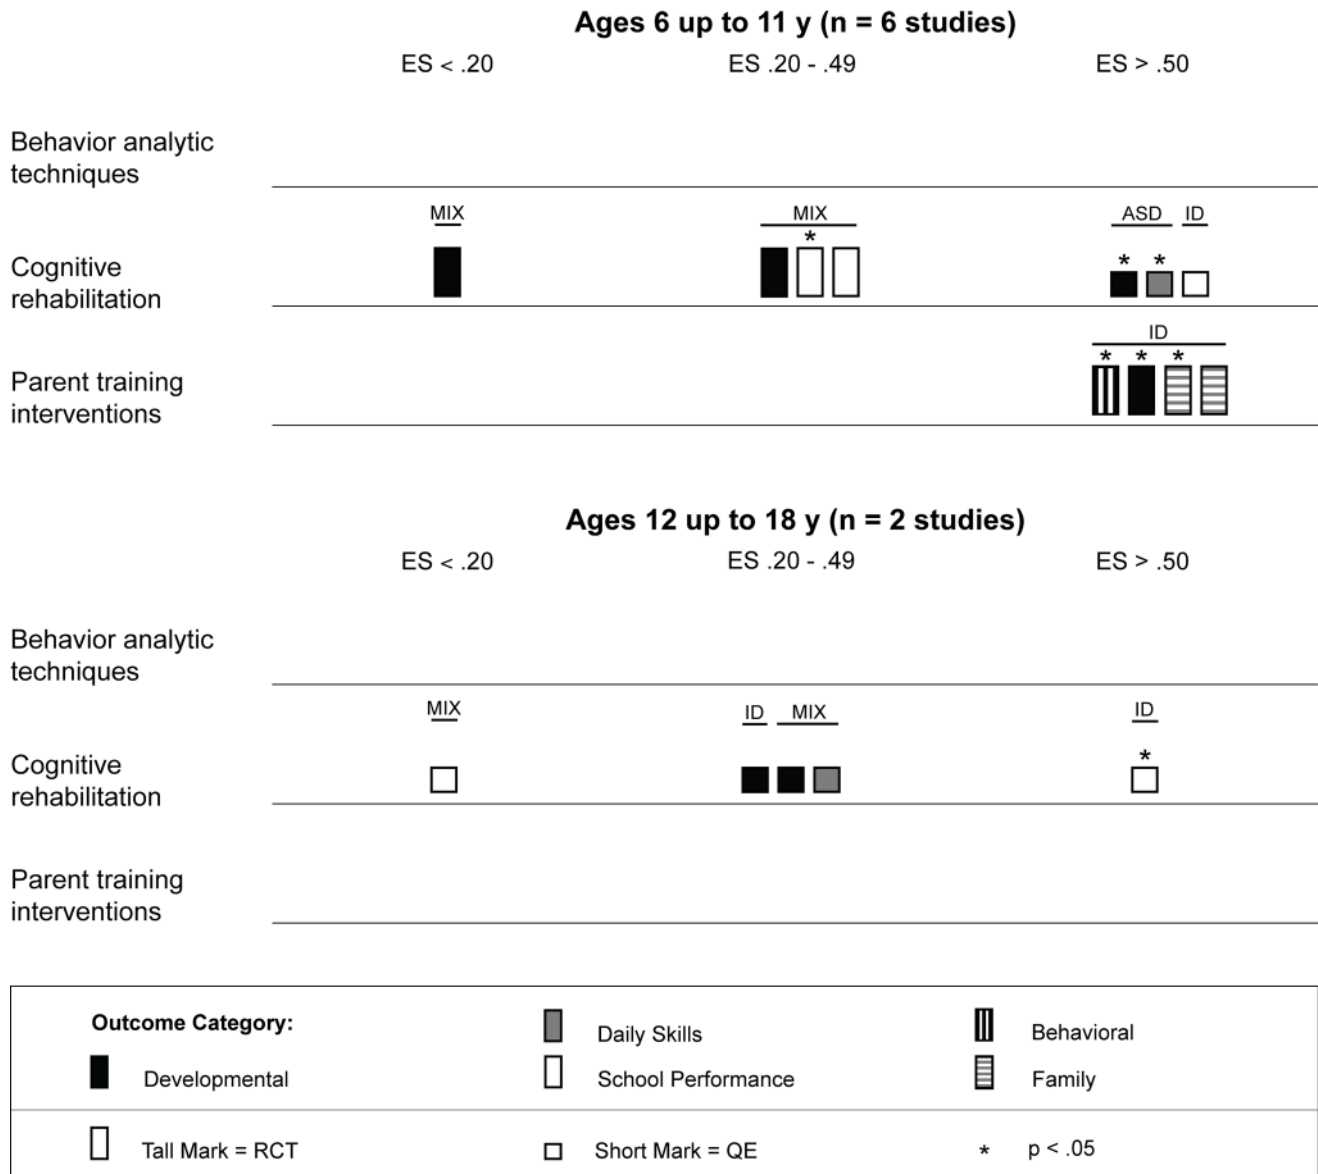 Ages 6 up to 11 y (n = 6 studies)
ES < .20 ES .20 - .49 ES > .50
Behavior analytic
techniques
MIX MIX ASD ID
*
* *
Cognitive
rehabilitation
ID
* * *
Parent training
interventions
Ages 12 up to 18 y (n = 2 studies)
ES < .20 ES .20 - .49 ES > .50
Behavior analytic
techniques
MIX ID MIX ID
*
Cognitive
rehabilitation
Parent training
interventions
Outcome Category: Daily Skills Behavioral
Developmental School Performance Family
Tall Mark = RCT Short Mark = QE * p < .05